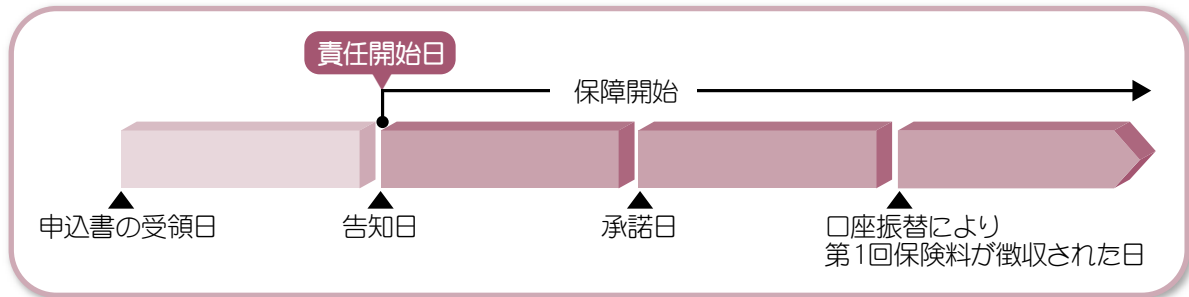 責任開始日
保障開始
申込書の受領日
告知日
承諾日
口座振替により
第1回保険料が徴収された日